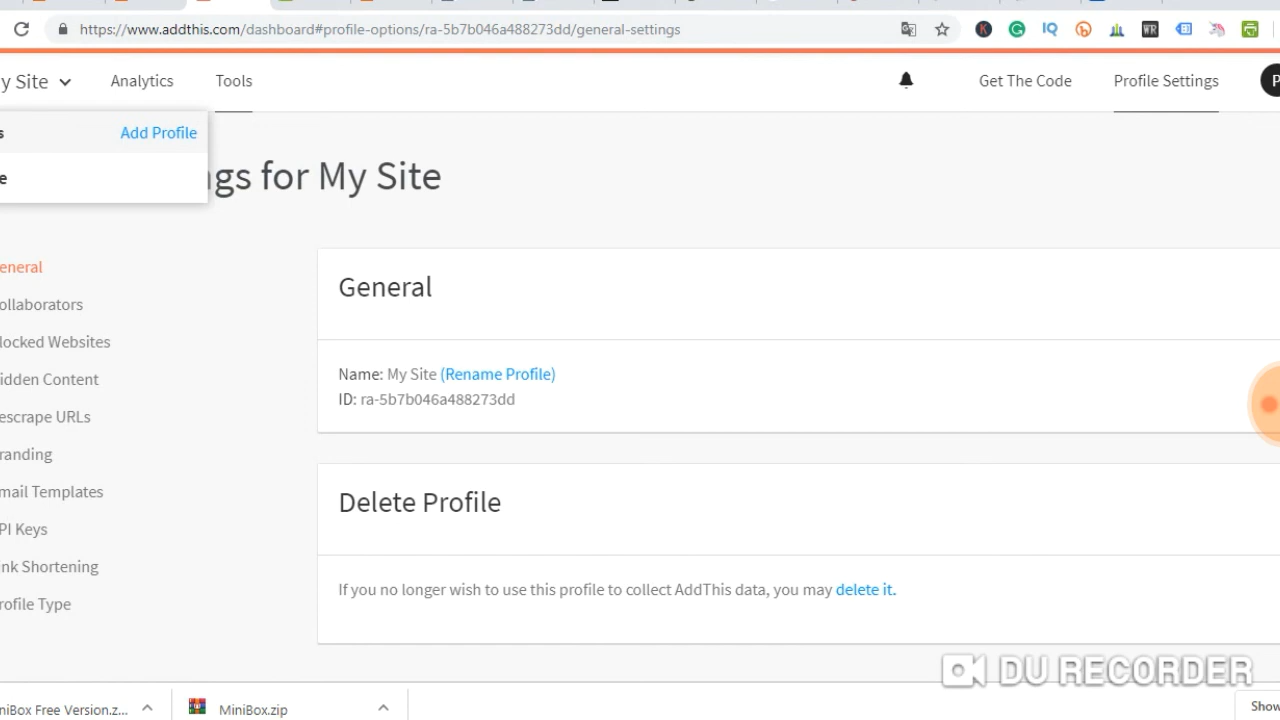 https://www.addthis.com/dashboard#profile-options/ra-5b7b046a488273dd/general-settings
y Site
Analytics
Tools
Get The Code
Profile Settings
P
s
Add Profile
e
ngs for My Site
eneral
ollaborators
locked Websites
idden Content
escrape URLs
randing
mail Templates
PI Keys
ink Shortening
rofile Type
General
Name: My Site (Rename Profile)
ID: ra-5b7b046a488273dd
Delete Profile
If you no longer wish to use this profile to collect AddThis data, you may delete it.
DU RECORDER
niBox Free Version.z...
MiniBox.zip
Show